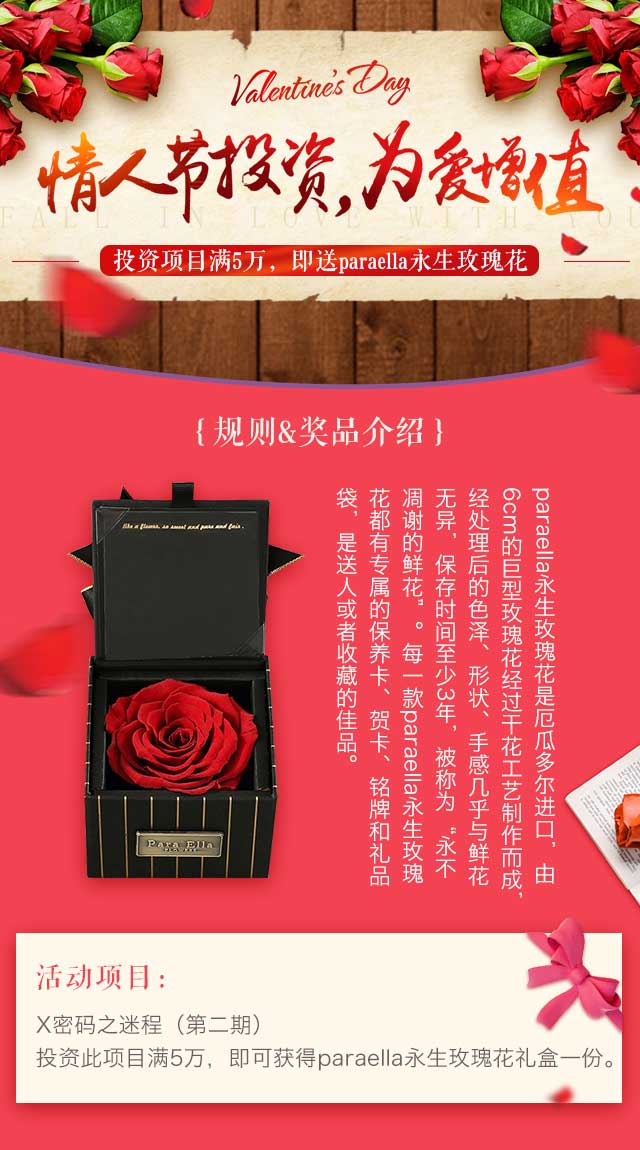 Valentine's Day
情人节投资，为爱增值
FALL IN LOVE WITH YOU
投资项目满5万，即送paraella永生玫瑰花
{规则&奖品介绍}
like a flower, so sweet and pure and fair.
Para Ella
paraella永生玫瑰花是厄瓜多尔进口，由
6cm的巨型玫瑰花经过干花工艺制作而成，
经处理后的色泽、形状、手感几乎与鲜花
无异，保存时间至少3年，被称为“永不
凋谢的鲜花”。每一款paraella永生玫瑰
花都有专属的保养卡、贺卡、铭牌和礼品
袋，是送人或者收藏的佳品。
活动项目：
X密码之迷程（第二期）
投资此项目满5万，即可获得paraella永生玫瑰花礼盒一份。